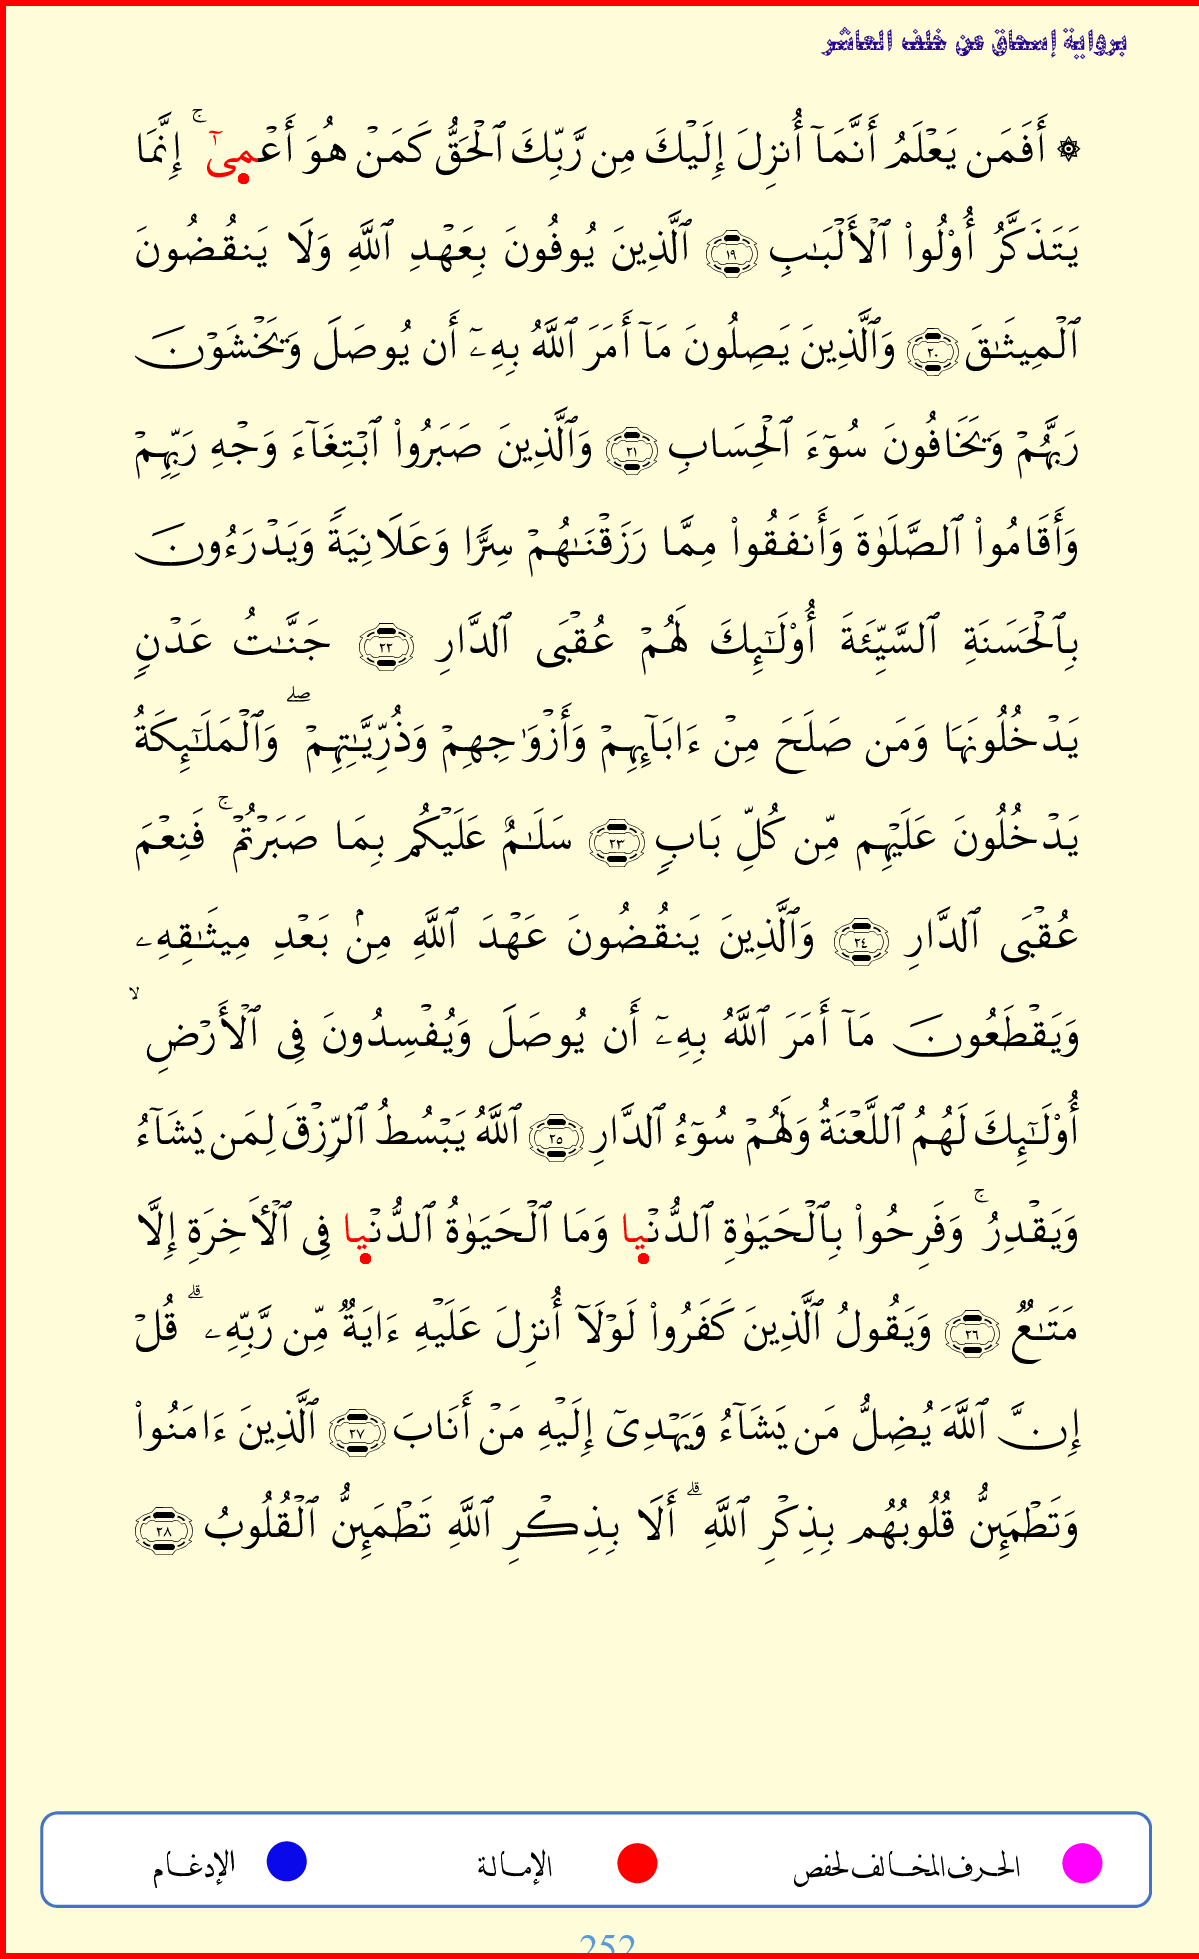 برواية إسحاق عن خلف العاشر
۞ أَفَمَن يَعۡلَمُ أَنَّمَآ أُنزِلَ إِلَيۡكَ مِن رَّبِّكَ ٱلۡحَقُّ كَمَنۡ هُوَ أَعۡمِىٰٓۚ إِنَّمَا
يَتَذَكَّرُ أُوْلُواْ ٱلۡأَلۡبَٰبِ ١٩ ٱلَّذِينَ يُوفُونَ بِعَهۡدِ ٱللَّهِ وَلَا يَنقُضُونَ
ٱلۡمِيثَٰقَ ٢٠ وَٱلَّذِينَ يَصِلُونَ مَآ أَمَرَ ٱللَّهُ بِهِۦٓ أَن يُوصَلَ وَيَخۡشَوۡنَ
رَبَّهُمۡ وَيَخَافُونَ سُوٓءَ ٱلۡحِسَابِ ٢١ وَٱلَّذِينَ صَبَرُواْ ٱبۡتِغَآءَ وَجۡهِ رَبِّهِمۡ
وَأَقَامُواْ ٱلصَّلَوٰةَ وَأَنفَقُواْ مِمَّا رَزَقۡنَٰهُمۡ سِرّٗا وَعَلَانِيَةٗ وَيَدۡرَءُونَ
بِٱلۡحَسَنَةِ ٱلسَّيِّئَةَ أُوْلَٰٓئِكَ لَهُمۡ عُقۡبَى ٱلدَّارِ ٢٢ جَنَّٰتُ عَدۡنٖ
يَدۡخُلُونَهَا وَمَن صَلَحَ مِنۡ ءَابَآئِهِمۡ وَأَزۡوَٰجِهِمۡ وَذُرِّيَّٰتِهِمۡۖ وَٱلۡمَلَٰٓئِكَةُ
يَدۡخُلُونَ عَلَيۡهِم مِّن كُلِّ بَابٖ ٢٣ سَلَٰمٌ عَلَيۡكُم بِمَا صَبَرۡتُمۡۚ فَنِعۡمَ
عُقۡبَى ٱلدَّارِ ٢٤ وَٱلَّذِينَ يَنقُضُونَ عَهۡدَ ٱللَّهِ مِنۢ بَعۡدِ مِيثَٰقِهِۦ
وَيَقۡطَعُونَ مَآ أَمَرَ ٱللَّهُ بِهِۦٓ أَن يُوصَلَ وَيُفۡسِدُونَ فِى ٱلۡأَرۡضِۙ
أُوْلَٰٓئِكَ لَهُمُ ٱللَّعۡنَةُ وَلَهُمۡ سُوٓءُ ٱلدَّارِ ٢٥ ٱللَّهُ يَبۡسُطُ ٱلرِّزۡقَ لِمَن يَشَآءُ
وَيَقۡدِرُۚ وَفَرِحُواْ بِٱلۡحَيَوٰةِ ٱلدُّنۡيا وَمَا ٱلۡحَيَوٰةُ ٱلدُّنۡيا فِى ٱلۡأٓخِرَةِ إِلَّا
مَتَٰعٞ ٢٦ وَيَقُولُ ٱلَّذِينَ كَفَرُواْ لَوۡلَآ أُنزِلَ عَلَيۡهِ ءَايَةٞ مِّن رَّبِّهِۦۗ قُلۡ
إِنَّ ٱللَّهَ يُضِلُّ مَن يَشَآءُ وَيَهۡدِىٓ إِلَيۡهِ مَنۡ أَنَابَ ٢٧ ٱلَّذِينَ ءَامَنُواْ
وَتَطۡمَئِنُّ قُلُوبُهُم بِذِكۡرِ ٱللَّهِۗ أَلَا بِذِكۡرِ ٱللَّهِ تَطۡمَئِنُّ ٱلۡقُلُوبُ ٢٨
الحرف المخالف لحفص الإمالة الإدغام
252